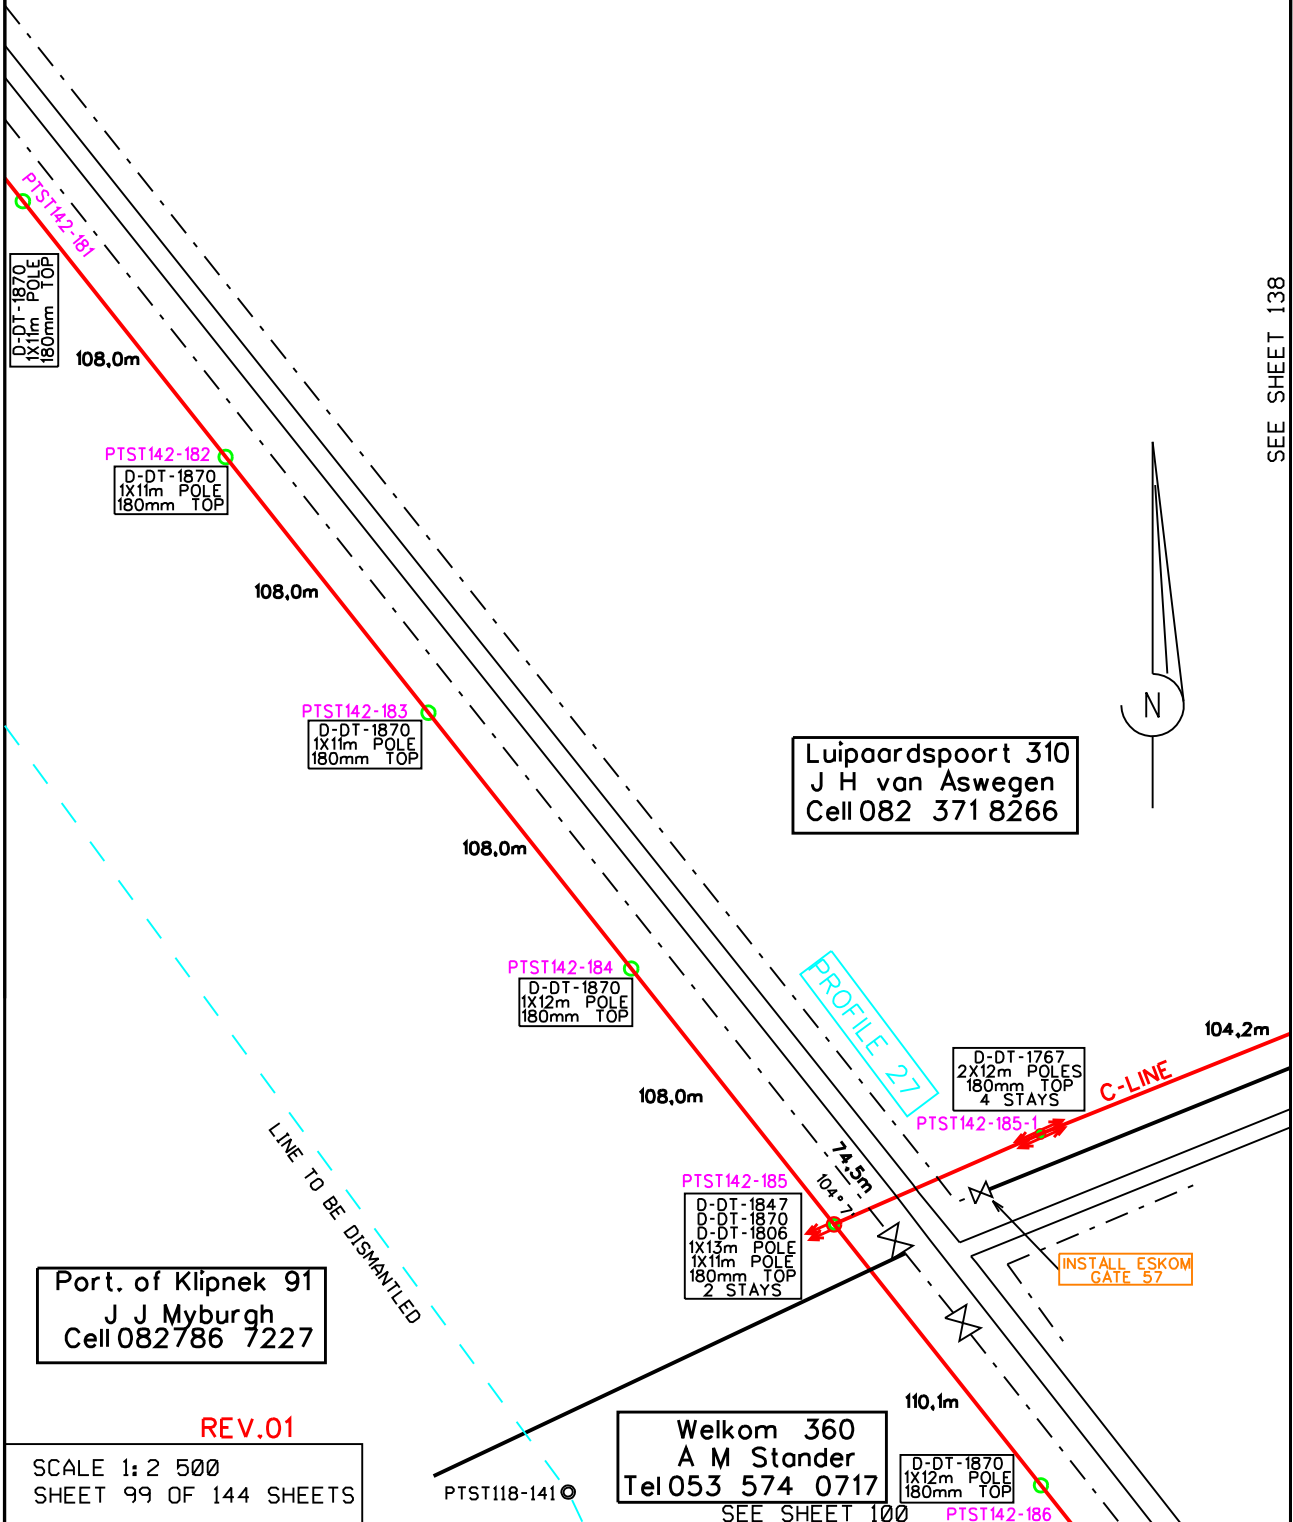 PTST142-181
D-DT-1870
1X11m POLE
180mm TOP
108,0m
SEE SHEET 138
PTST142-182
D-DT-1870
1X11m POLE
180mm TOP
108,0m
N
PTST142-183
D-DT-1870
1X11m POLE
180mm TOP
Luipaardspoort 310
J H van Aswegen
Cell 082 371 8266
108,0m
PTST142-184
D-DT-1870
1X12m POLE
180mm TOP
PROFILE 27
104,2m
D-DT-1767
2X12m POLES
180mm TOP
4 STAYS
C-LINE
108,0m
PTST142-185-1
LINE TO BE DISMANTLED
74,5m
104°7'
PTST142-185
D-DT-1847
D-DT-1870
D-DT-1806
1X13m POLE
1X11m POLE
180mm TOP
2 STAYS
INSTALL ESKOM
GATE 57
Port. of Klipnek 91
J J Myburgh
Cell 082786 7227
110,1m
REV.01
Welkom 360
A M Stander
Tel 053 574 0717
D-DT-1870
1X12m POLE
180mm TOP
SCALE 1:2 500
SHEET 99 OF 144 SHEETS
PTST118-141
SEE SHEET 100
PTST142-186